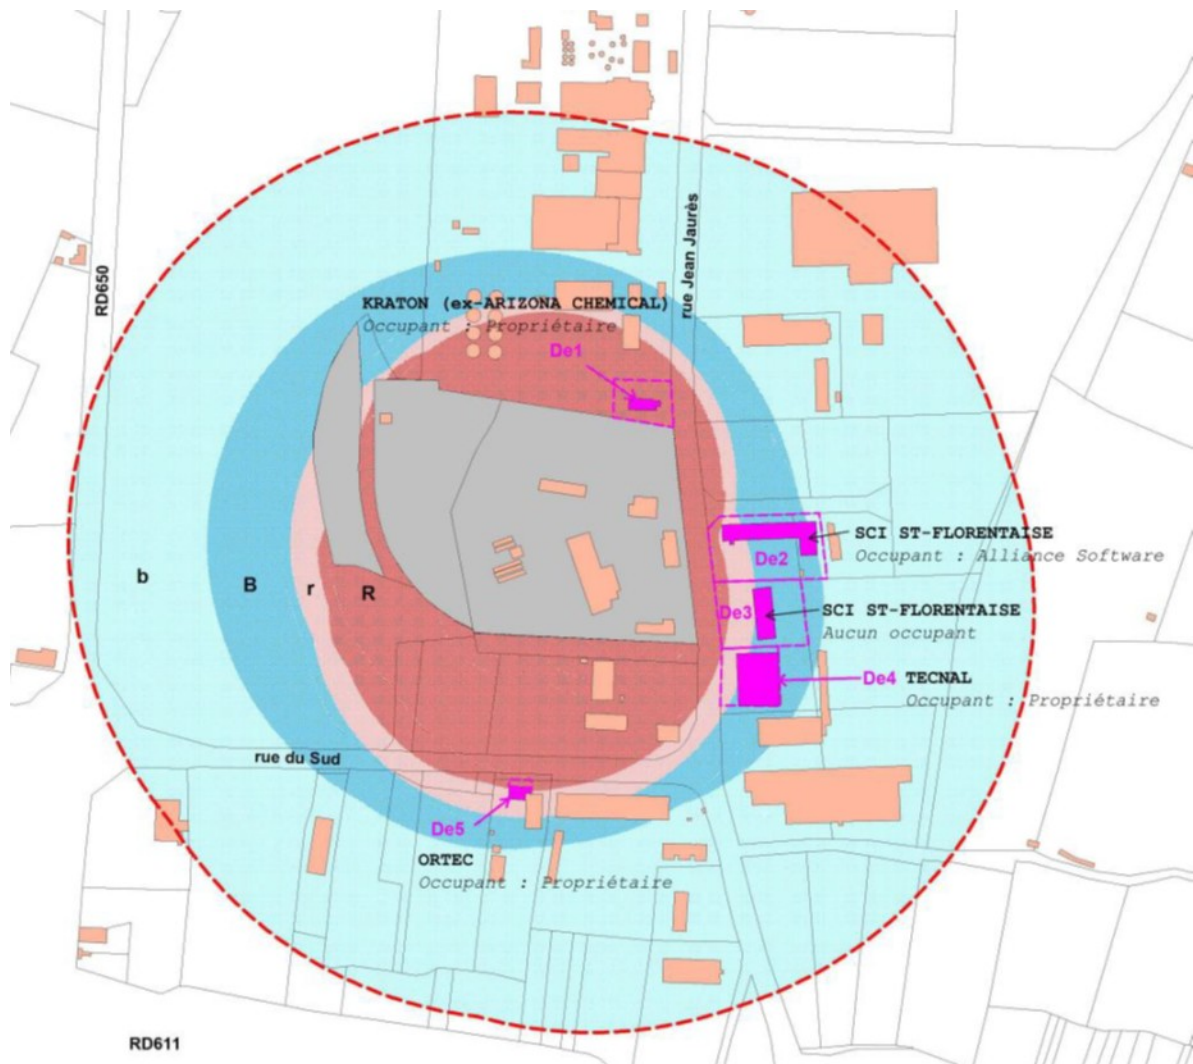 RD650
rue Jean Jaurès
KRATON (ex-ARIZONA CHEMICAL)
Occupant : Propriétaire
De1
SCI ST-FLORENTAISE
Occupant : Alliance Software
De2
b
B
r
R
De3
SCI ST-FLORENTAISE
Aucun occupant
De4
TECNAL
Occupant : Propriétaire
rue du Sud
De5
ORTEC
Occupant : Propriétaire
RD611